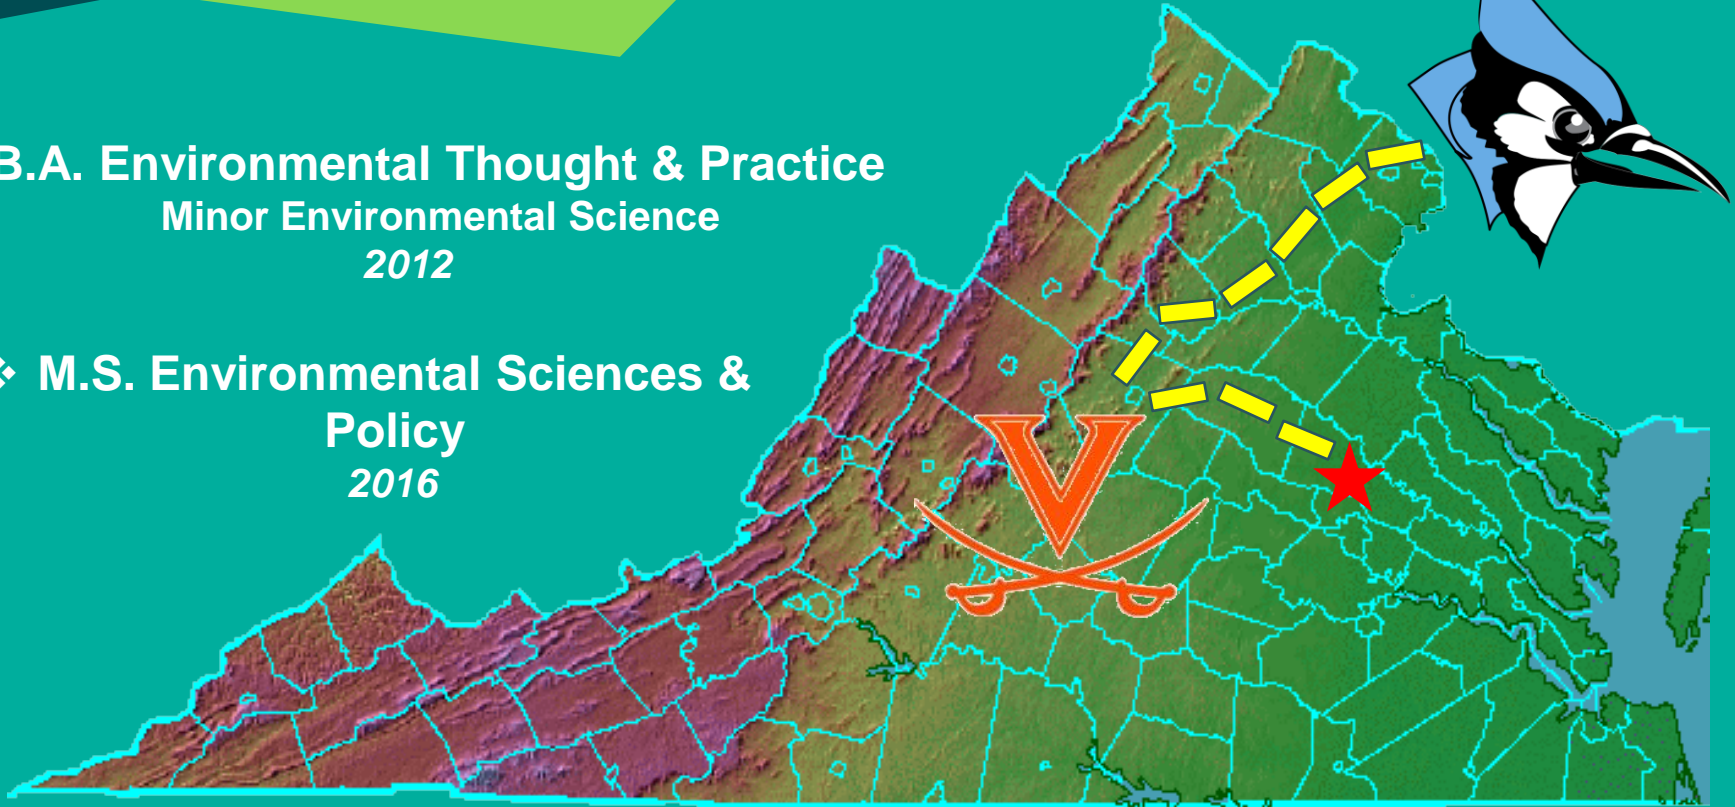 B.A. Environmental Thought & Practice
Minor Environmental Science
2012
❖ M.S. Environmental Sciences &
Policy
2016
V